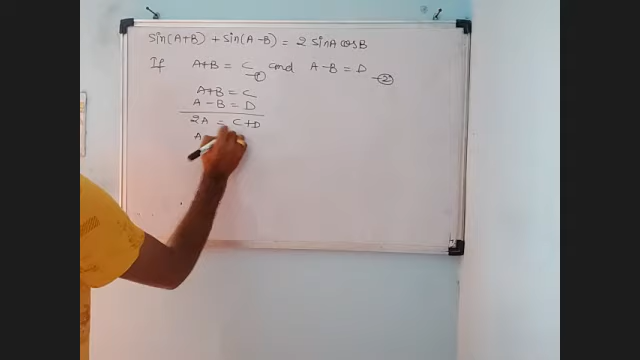 Sin(A+B) + Sin(A-B) = 2 SinA cosB
If A+B = C —① and A-B = D —②
A+B = C
A-B = D
2A = C+D
A